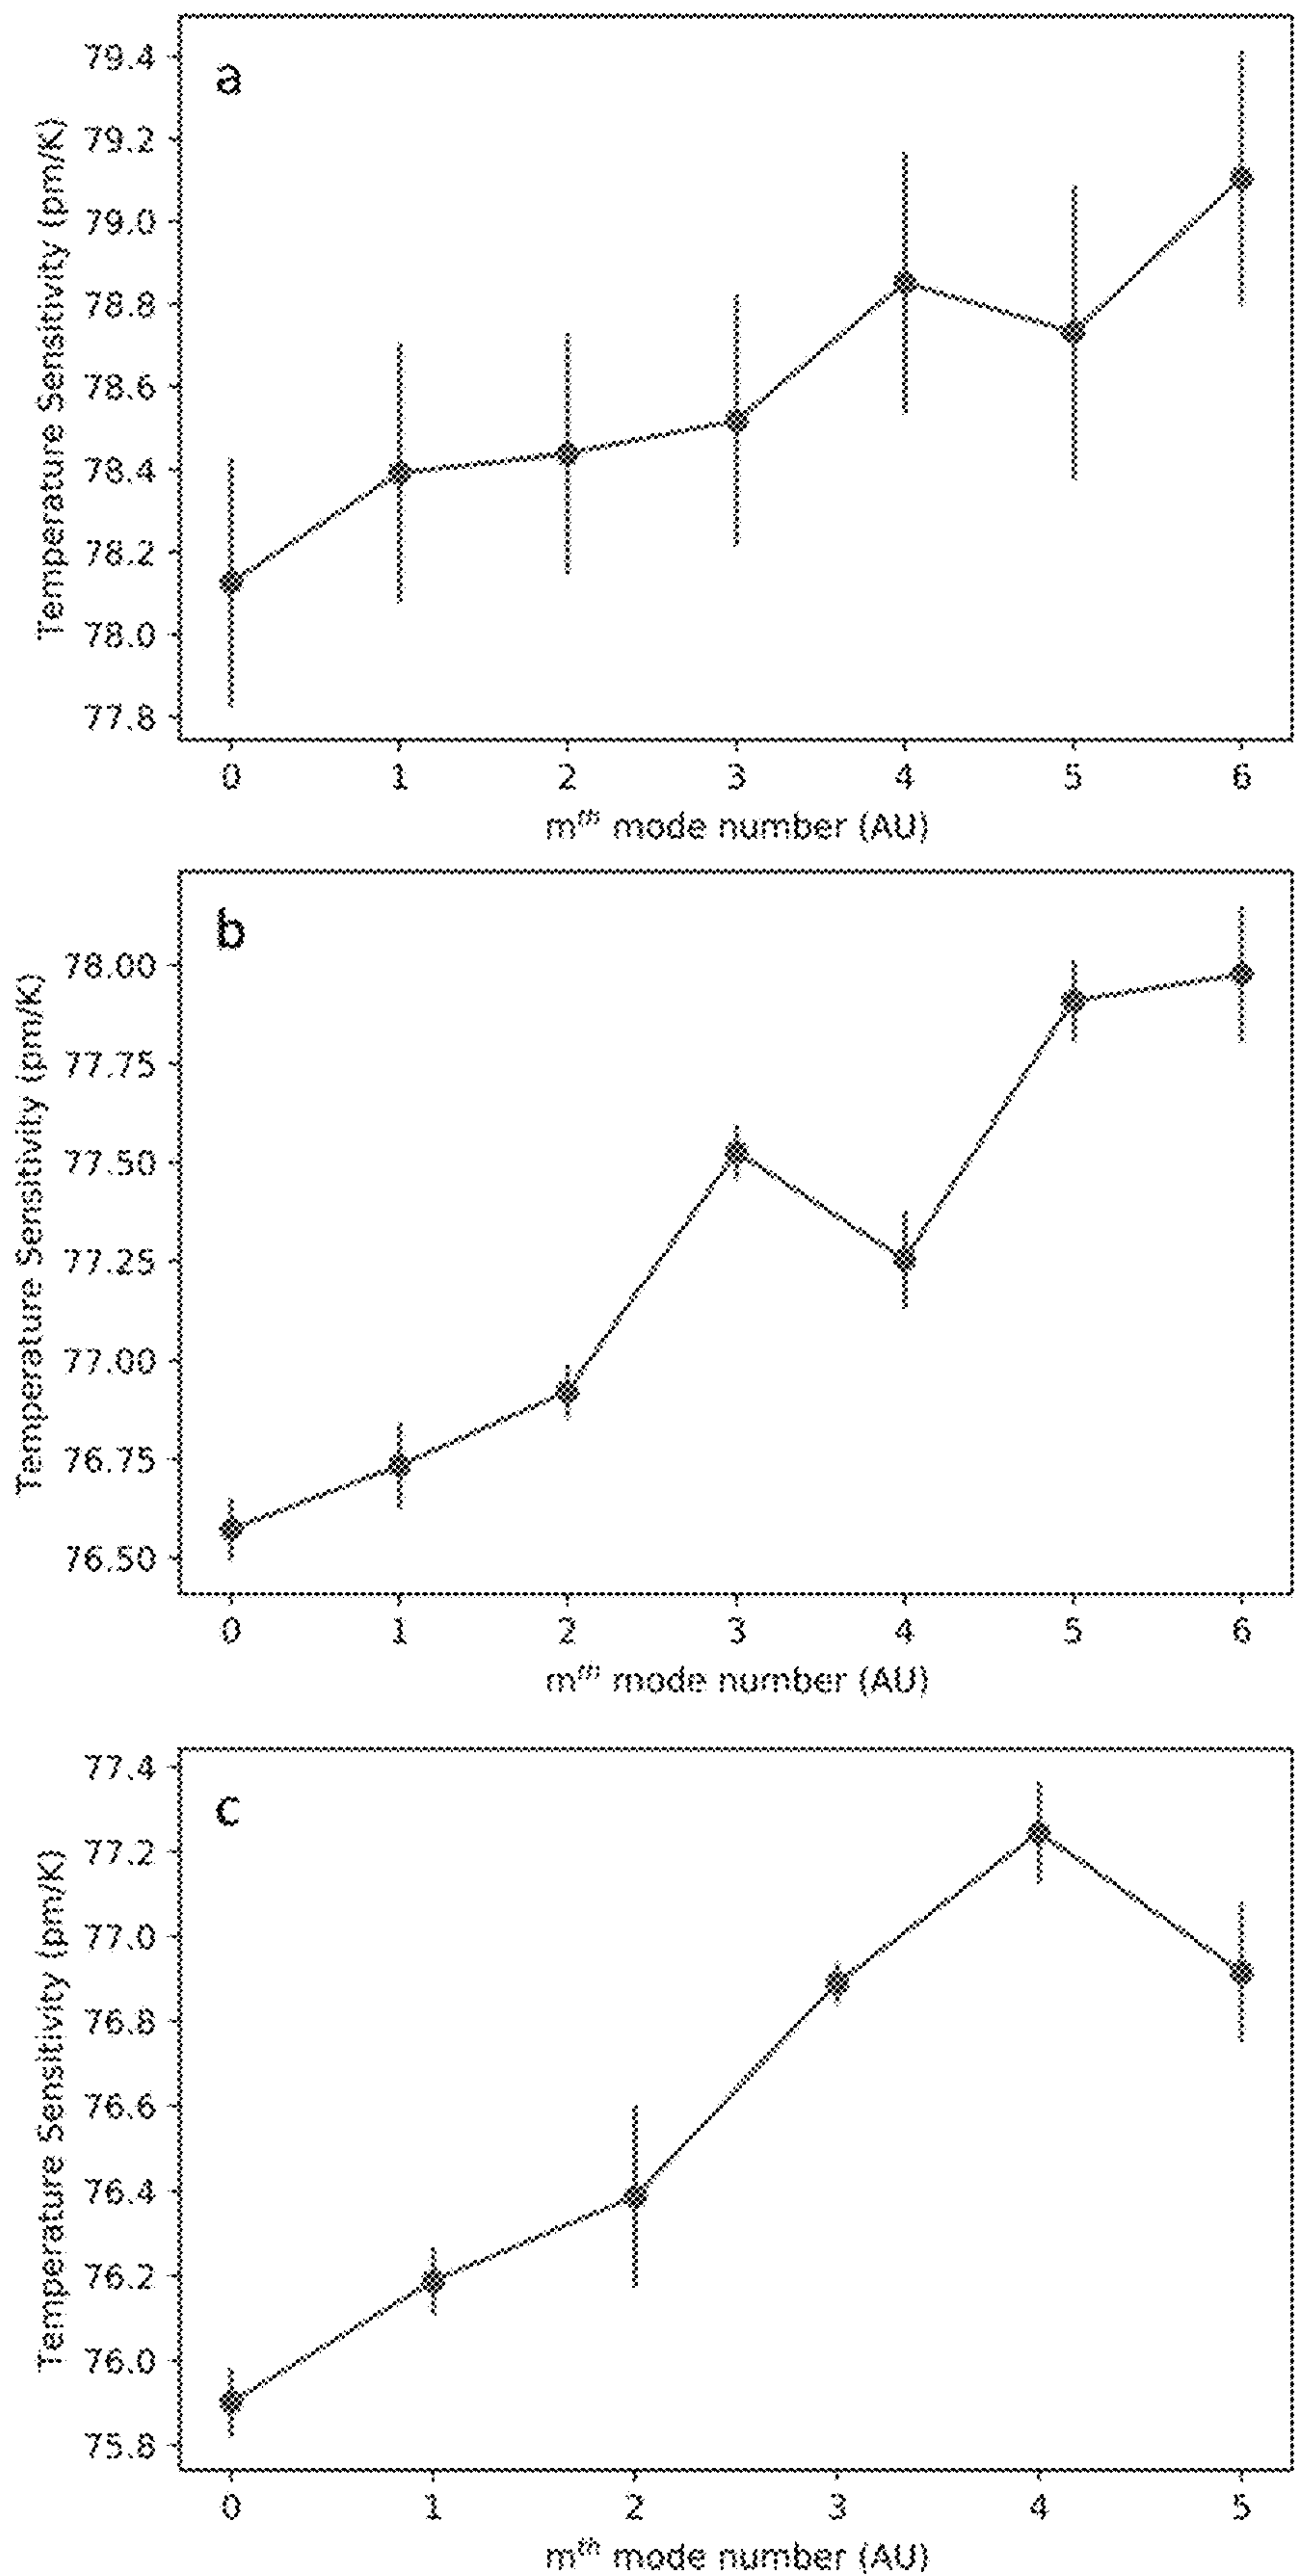 a
Temperature Sensitivity (pm/K)
79.4
79.2
79.0
78.8
78.6
78.4
78.2
78.0
77.8
0 1 2 3 4 5 6
mᵗʰ mode number (AU)
b
Temperature Sensitivity (pm/K)
78.00
77.75
77.50
77.25
77.00
76.75
76.50
0 1 2 3 4 5 6
mᵗʰ mode number (AU)
c
Temperature Sensitivity (pm/K)
77.4
77.2
77.0
76.8
76.6
76.4
76.2
76.0
75.8
0 1 2 3 4 5
mᵗʰ mode number (AU)